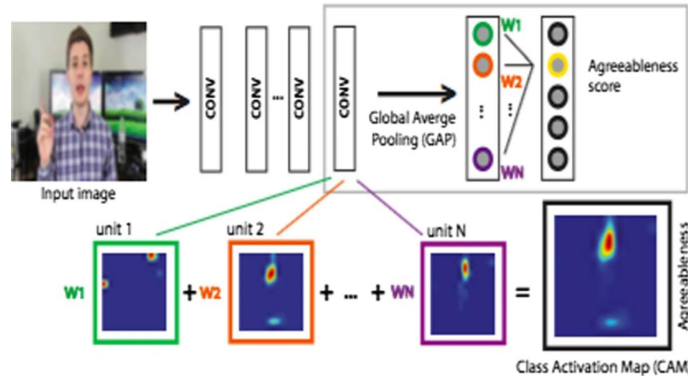 CONV
CONV
...
CONV
CONV
Input image
Global Averge
Pooling (GAP)
W1
W2
...
...
WN
Agreeableness
score
unit 1
unit 2
unit N
W1
+
W2
+ ... +
WN
=
Agreeableness
Class Activation Map (CAM